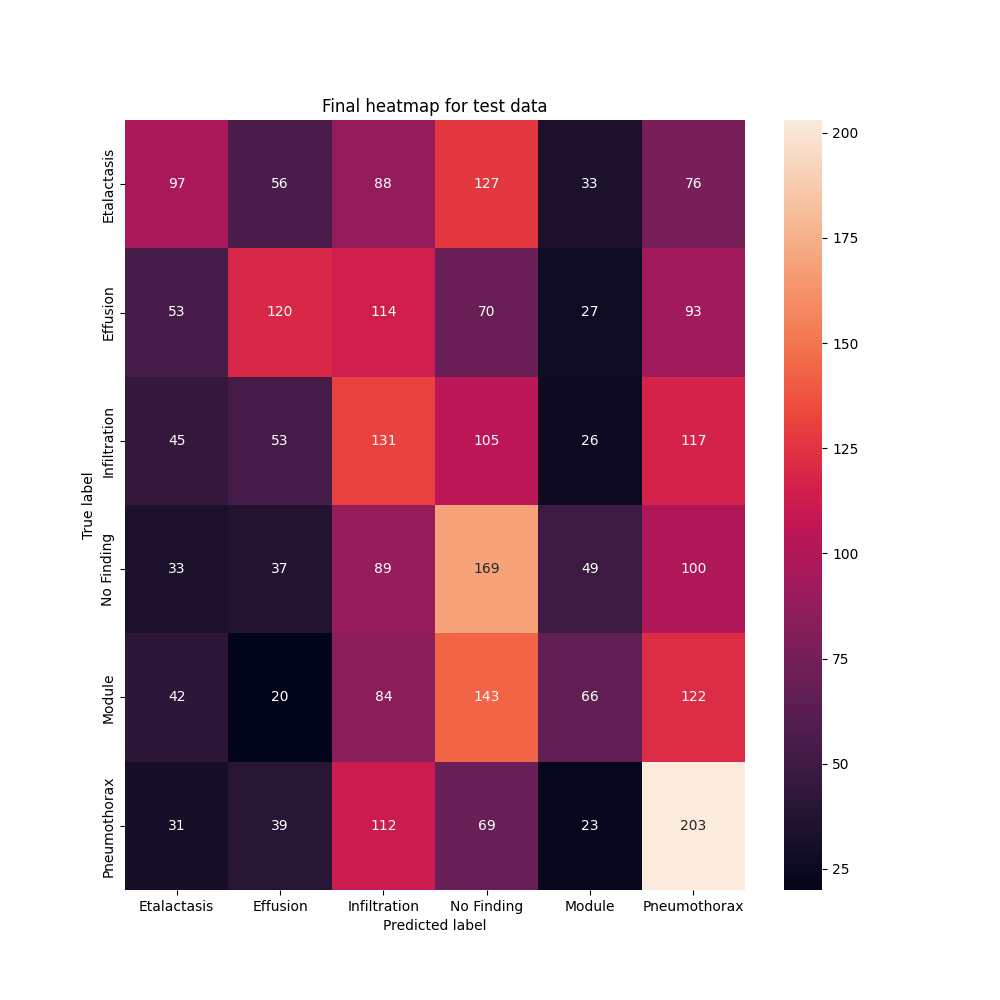 Final heatmap for test data
True label
Etalactasis 97 56 88 127 33 76
Effusion 53 120 114 70 27 93
Infiltration 45 53 131 105 26 117
No Finding 33 37 89 169 49 100
Module 42 20 84 143 66 122
Pneumothorax 31 39 112 69 23 203
Etalactasis Effusion Infiltration No Finding Module Pneumothorax
Predicted label
200
175
150
125
100
75
50
25